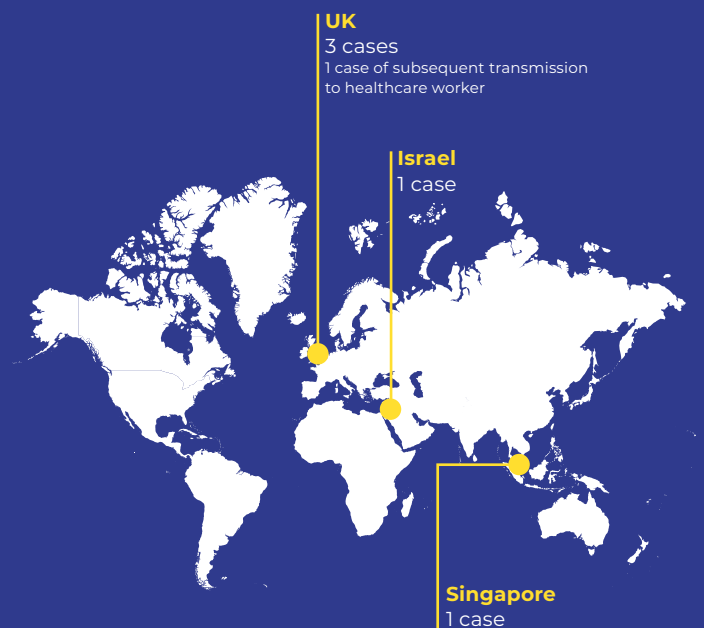 UK
3 cases
1 case of subsequent transmission
to healthcare worker
Israel
1 case
Singapore
1 case